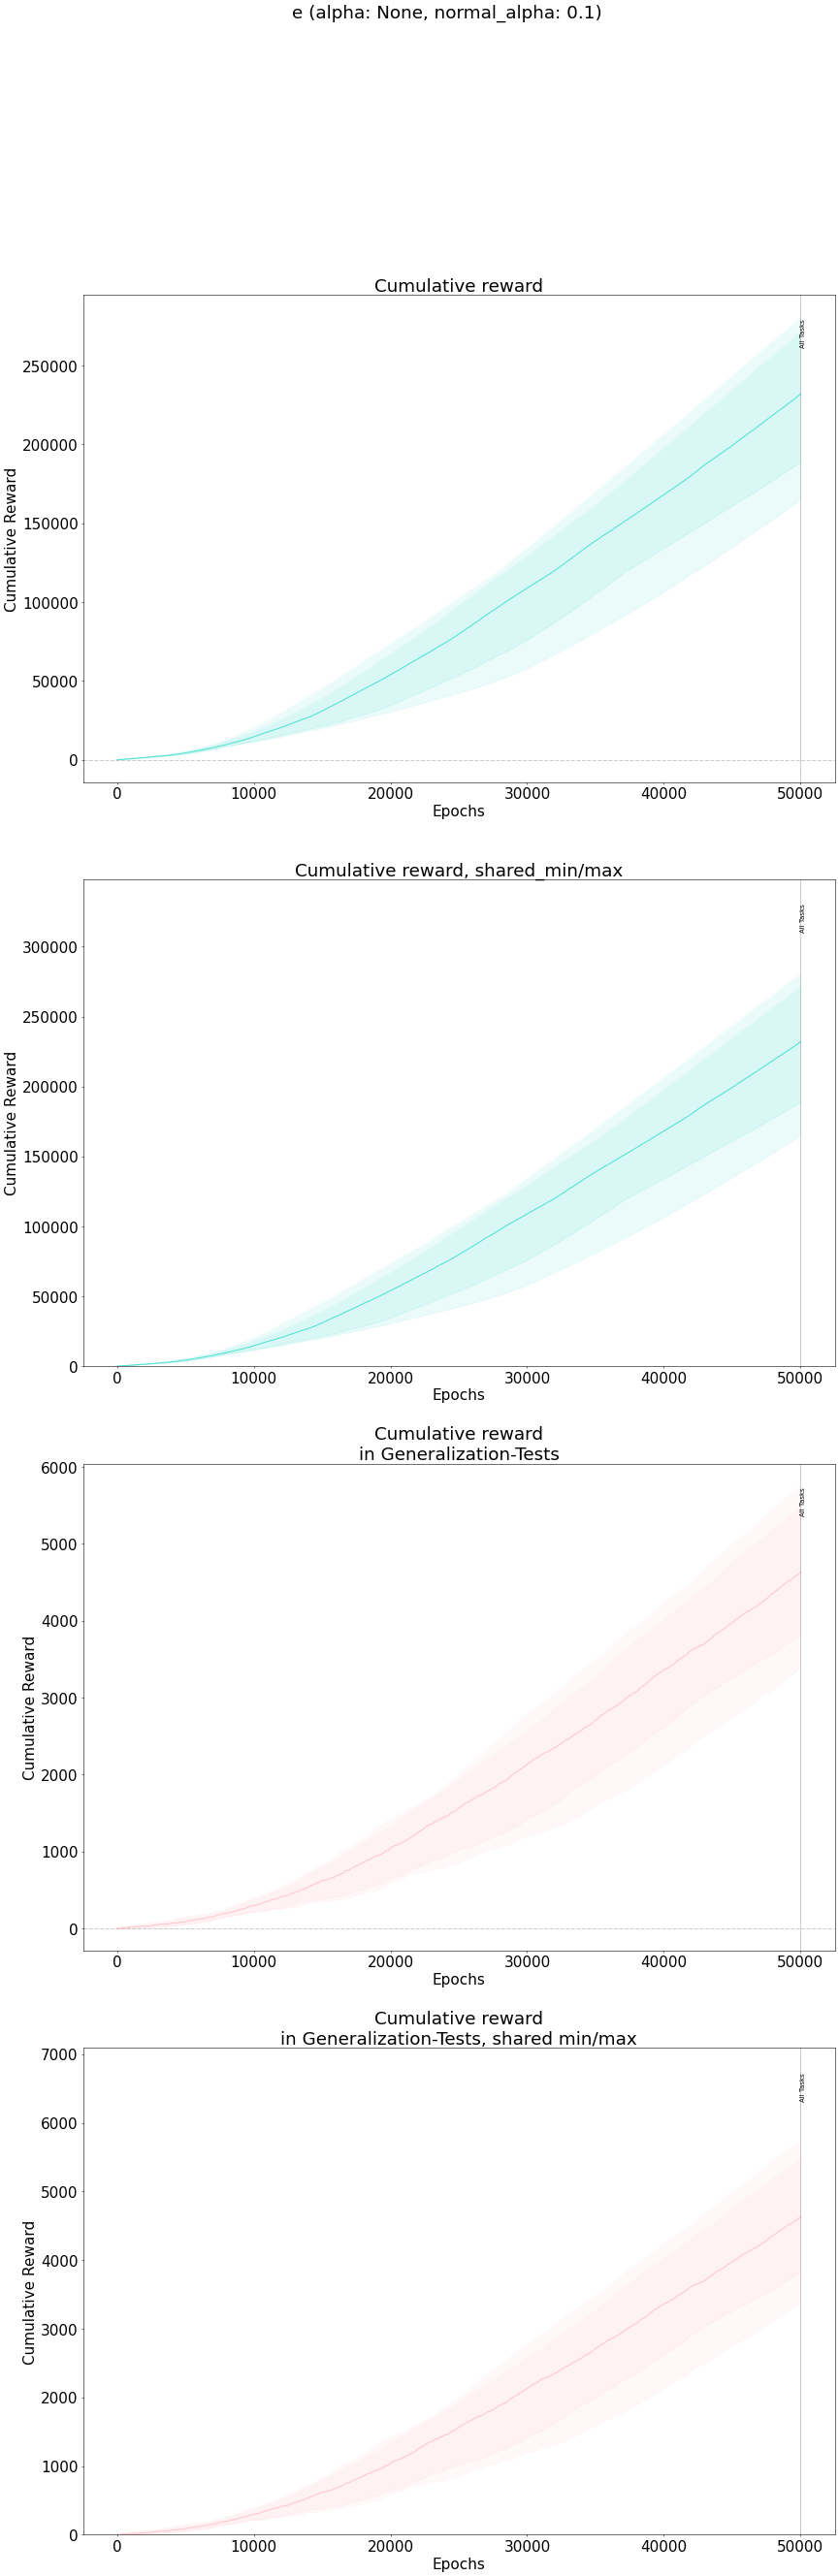 e (alpha: None, normal_alpha: 0.1)
Cumulative reward
250000
200000
150000
100000
50000
0
Cumulative Reward
All Tasks
0 10000 20000 30000 40000 50000
Epochs
Cumulative reward, shared_min/max
300000
250000
200000
150000
100000
50000
0
Cumulative Reward
All Tasks
0 10000 20000 30000 40000 50000
Epochs
Cumulative reward
in Generalization-Tests
6000
5000
4000
3000
2000
1000
0
Cumulative Reward
All Tasks
0 10000 20000 30000 40000 50000
Epochs
Cumulative reward
in Generalization-Tests, shared min/max
7000
6000
5000
4000
3000
2000
1000
0
Cumulative Reward
All Tasks
0 10000 20000 30000 40000 50000
Epochs